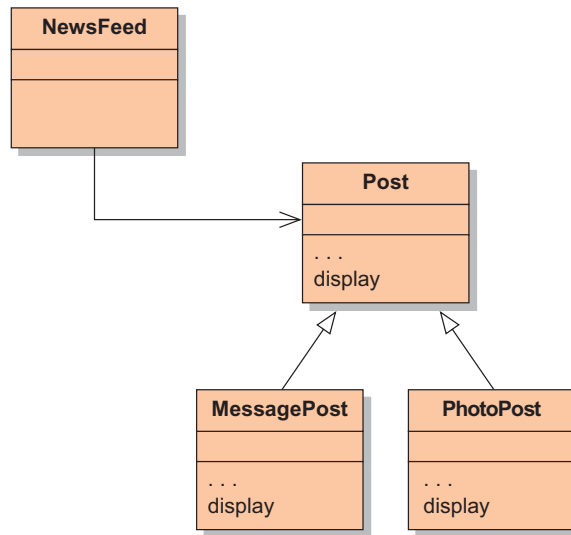 NewsFeed
Post
. . .
display
MessagePost
. . .
display
PhotoPost
. . .
display